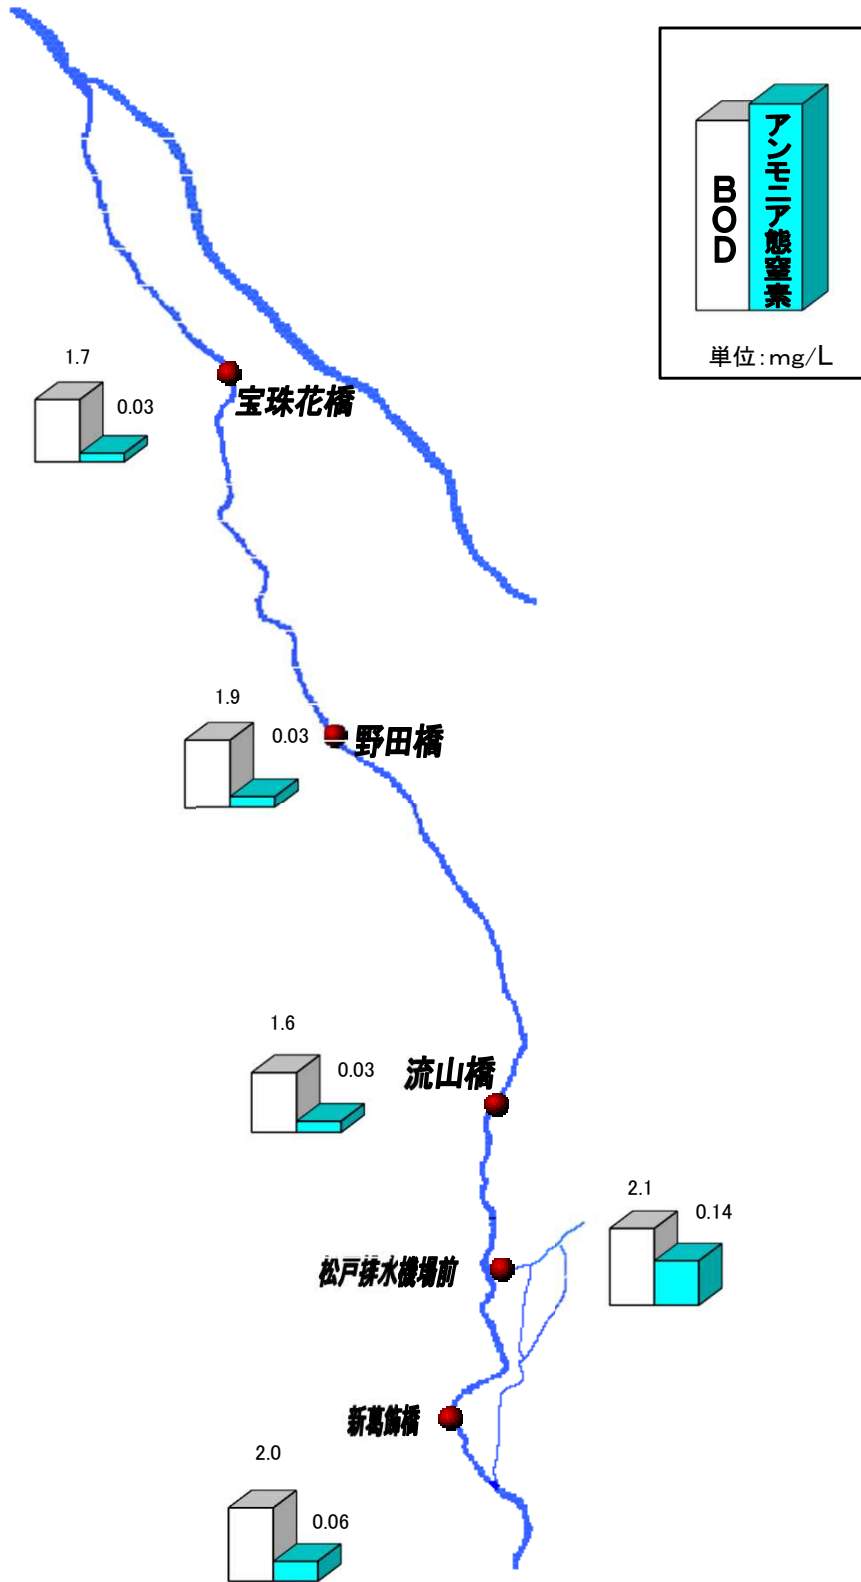 BOD
アンモニア態窒素
単位:mg/L
1.7
0.03
宝珠花橋
1.9
0.03
野田橋
1.6
0.03
流山橋
2.1
0.14
松戸排水機場前
新葛飾橋
2.0
0.06